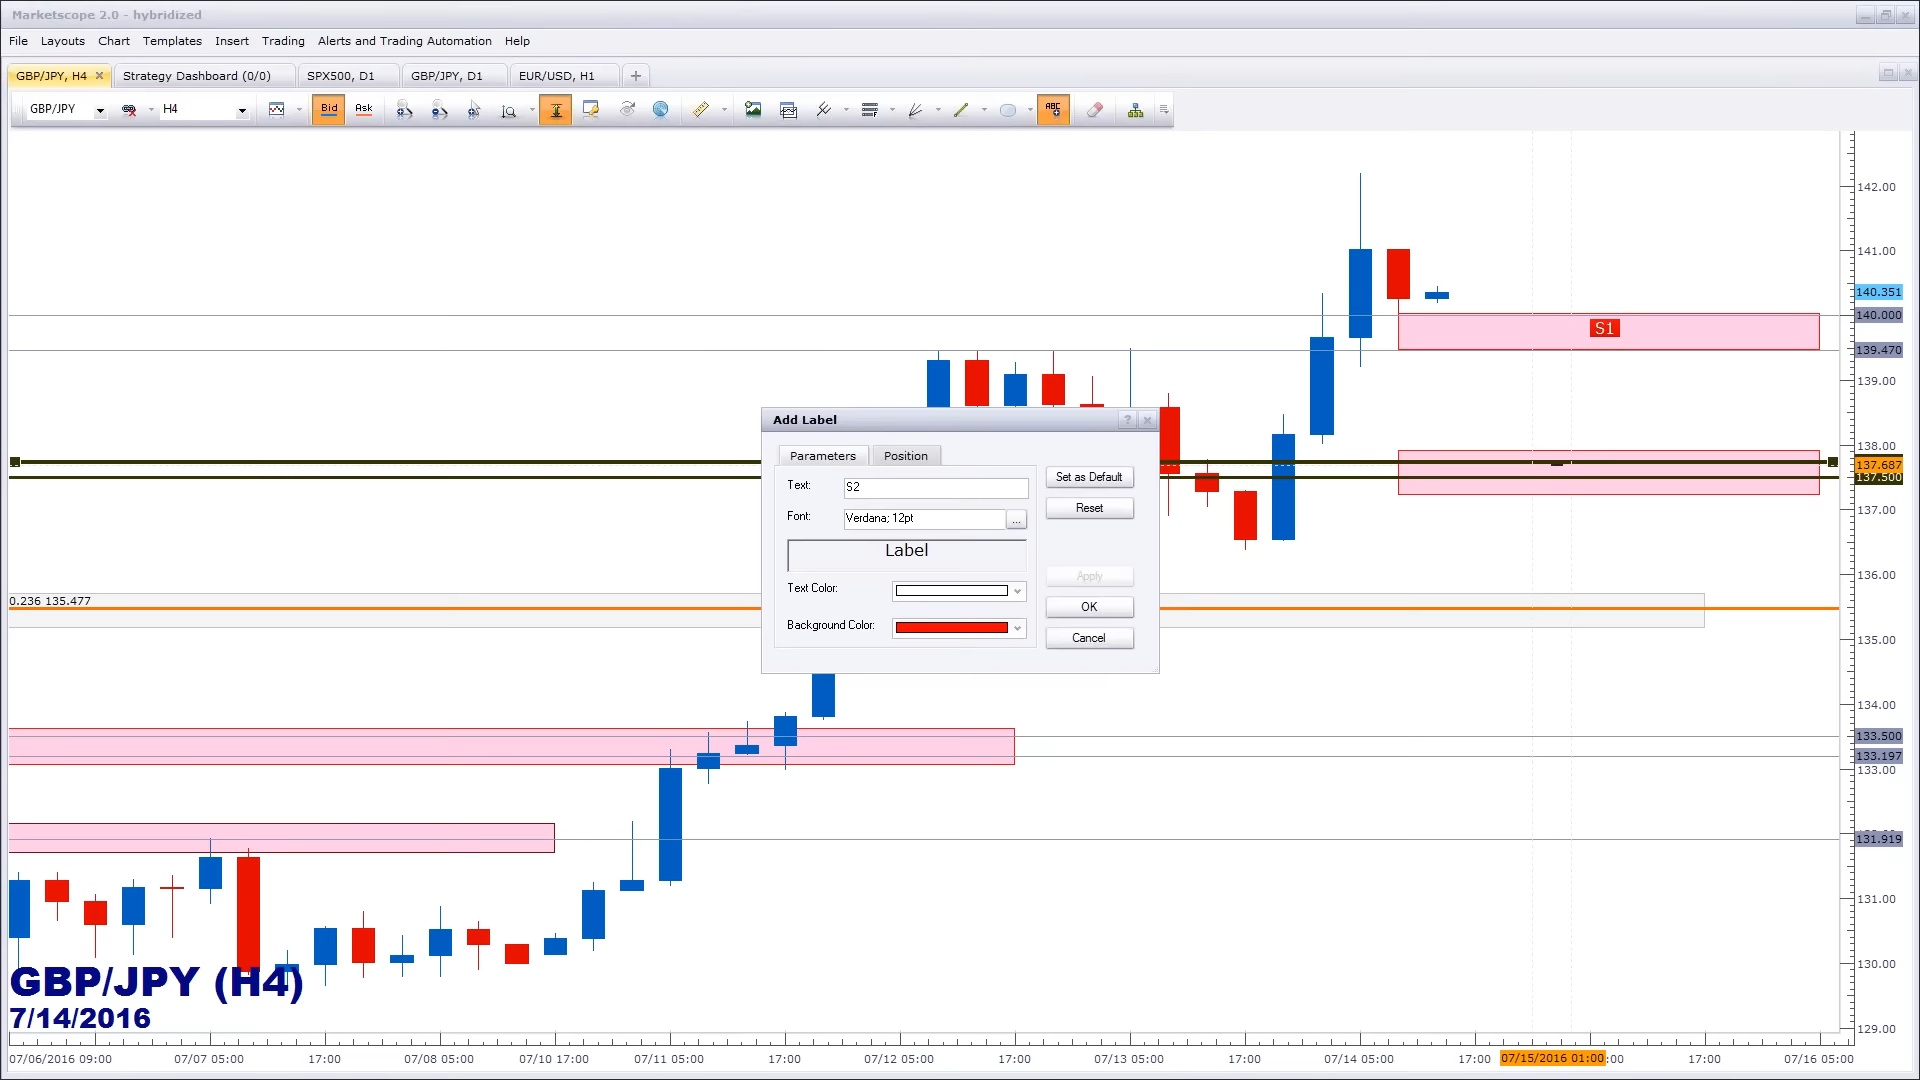 Marketscope 2.0 - hybridized
File Layouts Chart Templates Insert Trading Alerts and Trading Automation Help
GBP/JPY, H4 Strategy Dashboard (0/0) SPX500, D1 GBP/JPY, D1 EUR/USD, H1
GBP/JPY H4 Bid Ask ABC
142.00
141.00
140.351
140.000
S1
139.470
139.00
Add Label
138.00
Parameters Position
137.687
137.500
Text: S2 Set as Default
Font: Verdana; 12pt ... Reset
137.00
Label
Apply
136.00
Text Color:
0.236 135.477
OK
Background Color:
Cancel
135.00
134.00
133.500
133.197
133.00
131.919
131.00
130.00
GBP/JPY (H4)
7/14/2016
129.00
07/06/2016 09:00 07/07 05:00 17:00 07/08 05:00 07/10 17:00 07/11 05:00 17:00 07/12 05:00 17:00 07/13 05:00 17:00 07/14 05:00 17:00 07/15/2016 01:00 :00 17:00 07/16 05:00